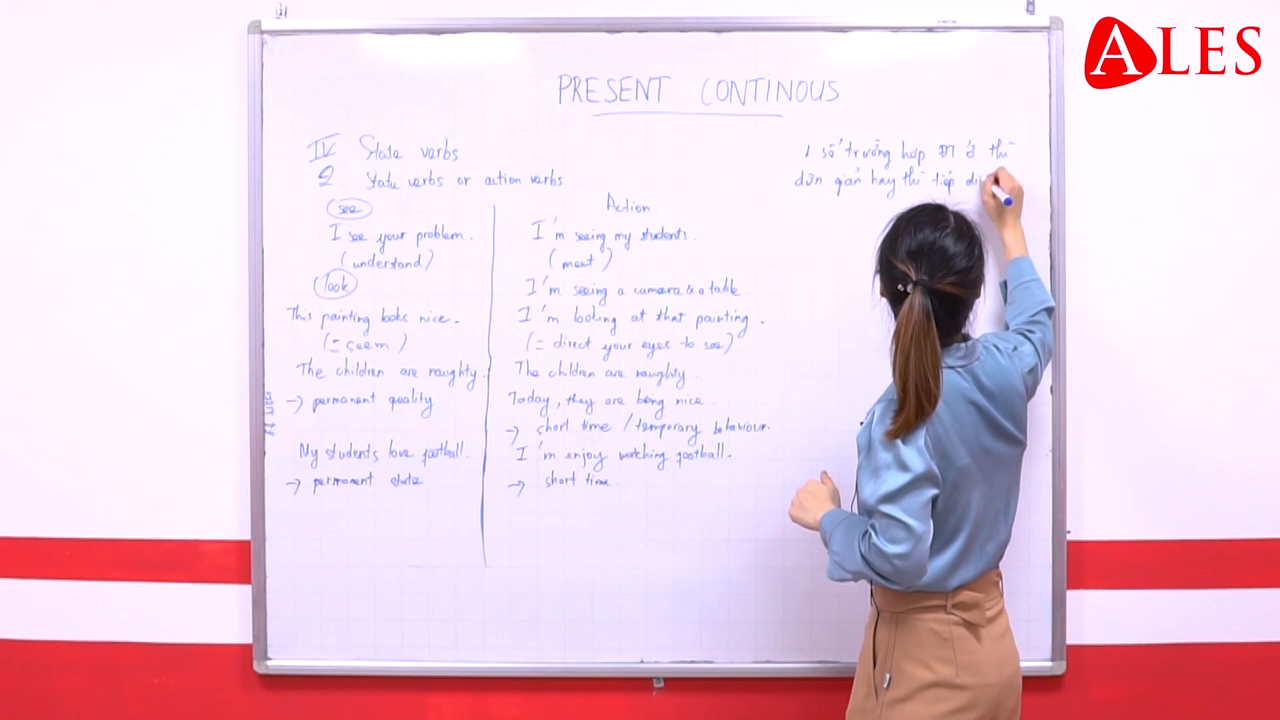 ALES
PRESENT CONTINOUS
IV State verbs
2 State verbs or action verbs
see
I see your problem.
(understand)
look
This painting looks nice.
(= seem)
The children are naughty.
→ permanent quality
My students love football.
→ permanent state
Action.
I'm seeing my students.
(meet)
I'm seeing a camera & a table.
I'm looking at that painting.
(= direct your eyes to see)
The children are naughty.
Today, they are being nice.
→ short time / temporary behaviour.
I'm enjoy watching football.
→ short time
1 số trường hợp ĐT ở thì
đơn giản hay thì tiếp